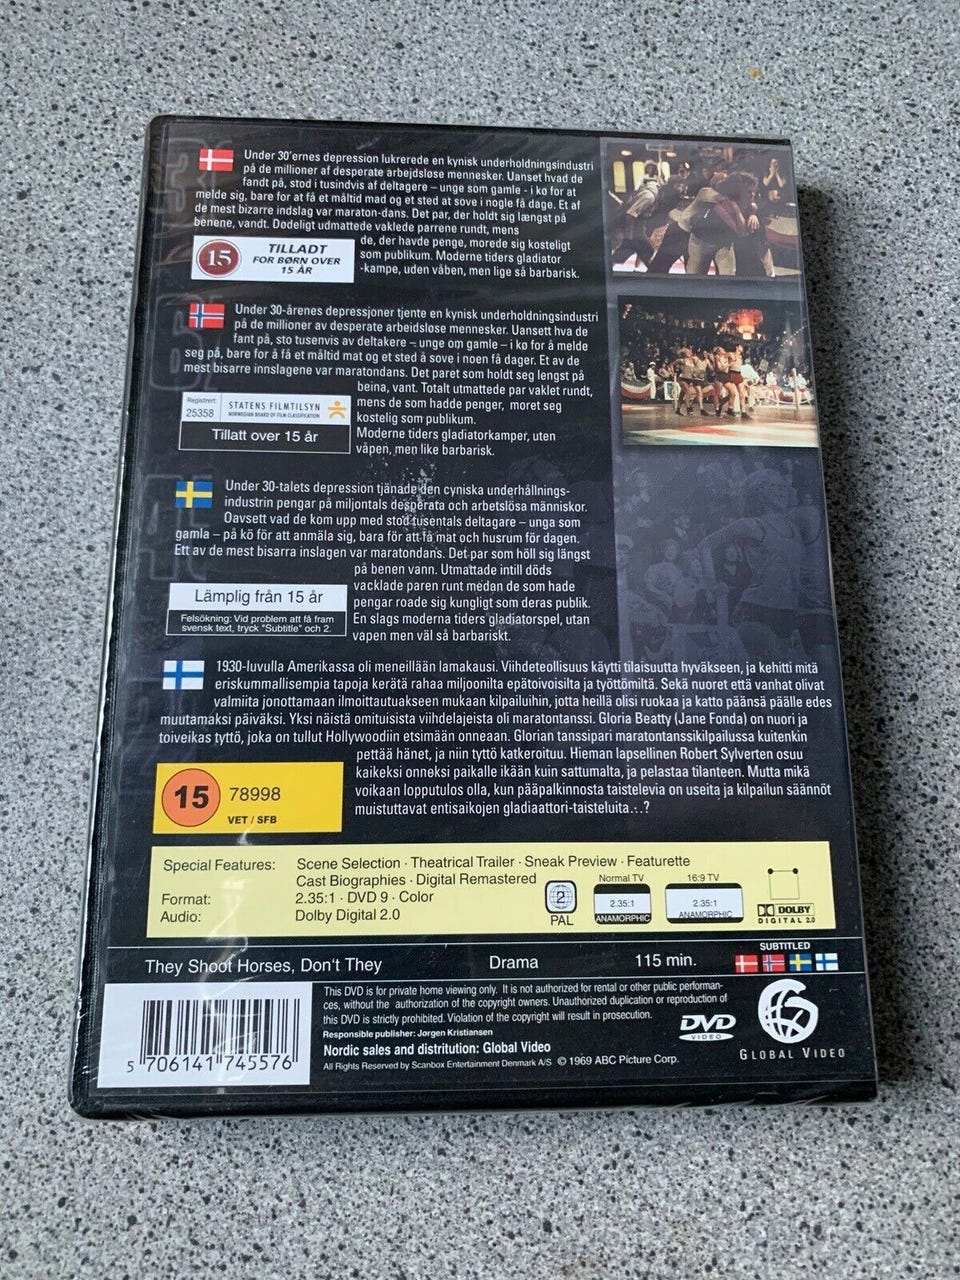 Under 30'ernes depression lukrerede en kynisk underholdningsindustri
på de millioner af desperate arbejdsløse mennesker. Uanset hvad de
fandt på, stod i tusindvis af deltagere – unge som gamle - i kø for at
melde sig, bare for at få et måltid mad og et sted at sove i nogle få dage. Et af
de mest bizarre indslag var maraton-dans. Det par, der holdt sig længst på
benene, vandt. Dødeligt udmattede vaklede parrene rundt, mens
de, der havde penge, morede sig kosteligt
som publikum. Moderne tiders gladiator
-kampe, uden våben, men lige så barbarisk.
15
TILLADT
FOR BØRN OVER
15 ÅR
Under 30-årenes depressjoner tjente en kynisk underholdningsindustri
på de millioner av desperate arbeidsløse mennesker. Uansett hva de
fant på, sto tusenvis av deltakere – unge om gamle – i kø for å melde
seg på, bare for å få et måltid mat og et sted å sove i noen få dager. Et av de
mest bisarre innslagene var maratondans. Det paret som holdt seg lengst på
beina, vant. Totalt utmattede par vaklet rundt,
mens de som hadde penger, moret seg
kostelig som publikum.
Moderne tiders gladiatorkamper, uten
våpen, men like barbarisk.
Registrert
25358
STATENS FILMTILSYN
NORWEGIAN BOARD OF FILM CLASSIFICATION
Tillatt over 15 år
Under 30-talets depression tjänade den cyniska underhållnings-
industrin pengar på miljontals desperata och arbetslösa människor.
Oavsett vad de kom upp med stod tusentals deltagare – unga som
gamla – på kö för att anmäla sig, bara för att få mat och husrum för dagen.
Ett av de mest bisarra inslagen var maratondans. Det par som höll sig längst
på benen vann. Utmattade intill döds
vacklade paren runt medan de som hade
pengar roade sig kungligt som deras publik.
En slags moderna tiders gladiatorspel, utan
vapen men väl så barbariskt.
Lämplig från 15 år
Felsökning: Vid problem att få fram
svensk text, tryck "Subtitle" och 2.
1930-luvulla Amerikassa oli meneillään lamakausi. Viihdeteollisuus käytti tilaisuutta hyväkseen, ja kehitti mitä
eriskummallisempia tapoja kerätä rahaa miljoonilta epätoivoisilta ja työttömiltä. Sekä nuoret että vanhat olivat
valmiita jonottamaan ilmoittautuakseen mukaan kilpailuihin, jotta heillä olisi ruokaa ja katto päänsä päälle edes
muutamaksi päiväksi. Yksi näistä omituisista viihdelajeista oli maratontanssi. Gloria Beatty (Jane Fonda) on nuori ja
toiveikas tyttö, joka on tullut Hollywoodiin etsimään onneaan. Glorian tanssipari maratontanssikilpailussa kuitenkin
pettää hänet, ja niin tyttö katkeroituu. Hieman lapsellinen Robert Sylverten osuu
kaikeksi onneksi paikalle ikään kuin sattumalta, ja pelastaa tilanteen. Mutta mikä
voikaan lopputulos olla, kun pääpalkinnosta taistelevia on useita ja kilpailun säännöt
muistuttavat entisaikojen gladiaattori-taisteluita...?
15
78998
VET / SFB
Special Features: Scene Selection · Theatrical Trailer · Sneak Preview · Featurette
Cast Biographies · Digital Remastered
Format: 2.35:1 · DVD 9 · Color
Audio: Dolby Digital 2.0
2
PAL
Normal TV
2.35:1
ANAMORPHIC
16:9 TV
2.35:1
ANAMORPHIC
DOLBY
DIGITAL 2.0
They Shoot Horses, Don't They Drama 115 min.
SUBTITLED
This DVD is for private home viewing only. It is not authorized for rental or other public performan-
ces, without the authorization of the copyright owners. Unauthorized duplication or reproduction of
this DVD is strictly prohibited. Violation of the copyright will result in prosecution.
Responsible publisher: Jørgen Kristiansen
Nordic sales and distritution: Global Video
All Rights Reserved by Scanbox Entertainment Denmark A/S © 1969 ABC Picture Corp.
DVD
VIDEO
GLOBAL VIDEO
5 706141 745576